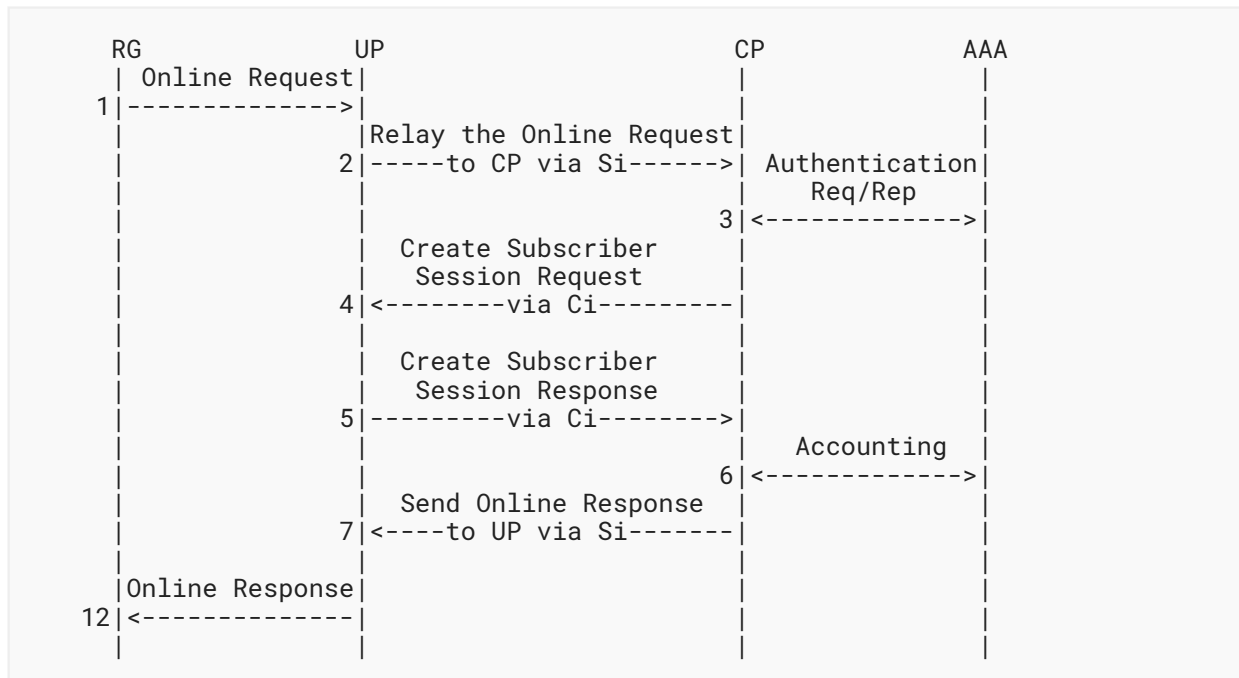 RG UP CP AAA
| Online Request| | |
1|-------------->| | |
|Relay the Online Request| |
2|-----to CP via Si------>| Authentication|
| | | Req/Rep |
| | 3|<------------->|
| Create Subscriber | |
| Session Request | |
4|<--------via Ci---------| |
| | | |
| Create Subscriber | |
| Session Response | |
5|---------via Ci-------->| |
| | | Accounting |
| | 6|<------------->|
| Send Online Response | |
7|<----to UP via Si-------| |
| | | |
|Online Response| | |
12|<--------------| | |
| | | |